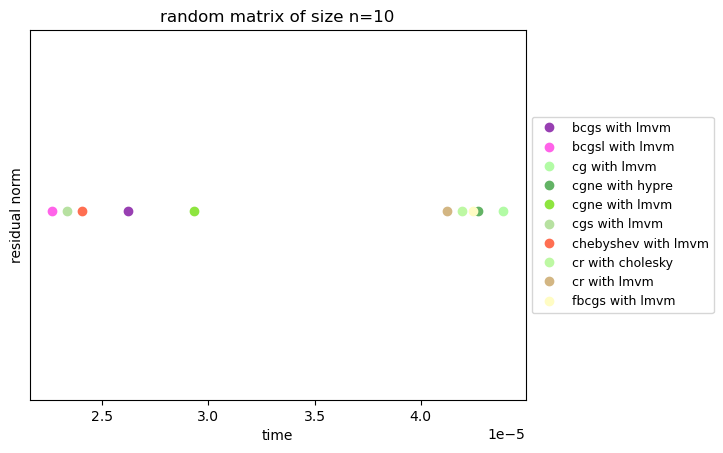 random matrix of size n=10
residual norm
bcgs with lmvm
bcgsl with lmvm
cg with lmvm
cgne with hypre
cgne with lmvm
cgs with lmvm
chebyshev with lmvm
cr with cholesky
cr with lmvm
fbcgs with lmvm
2.5 3.0 3.5 4.0
time
1e−5